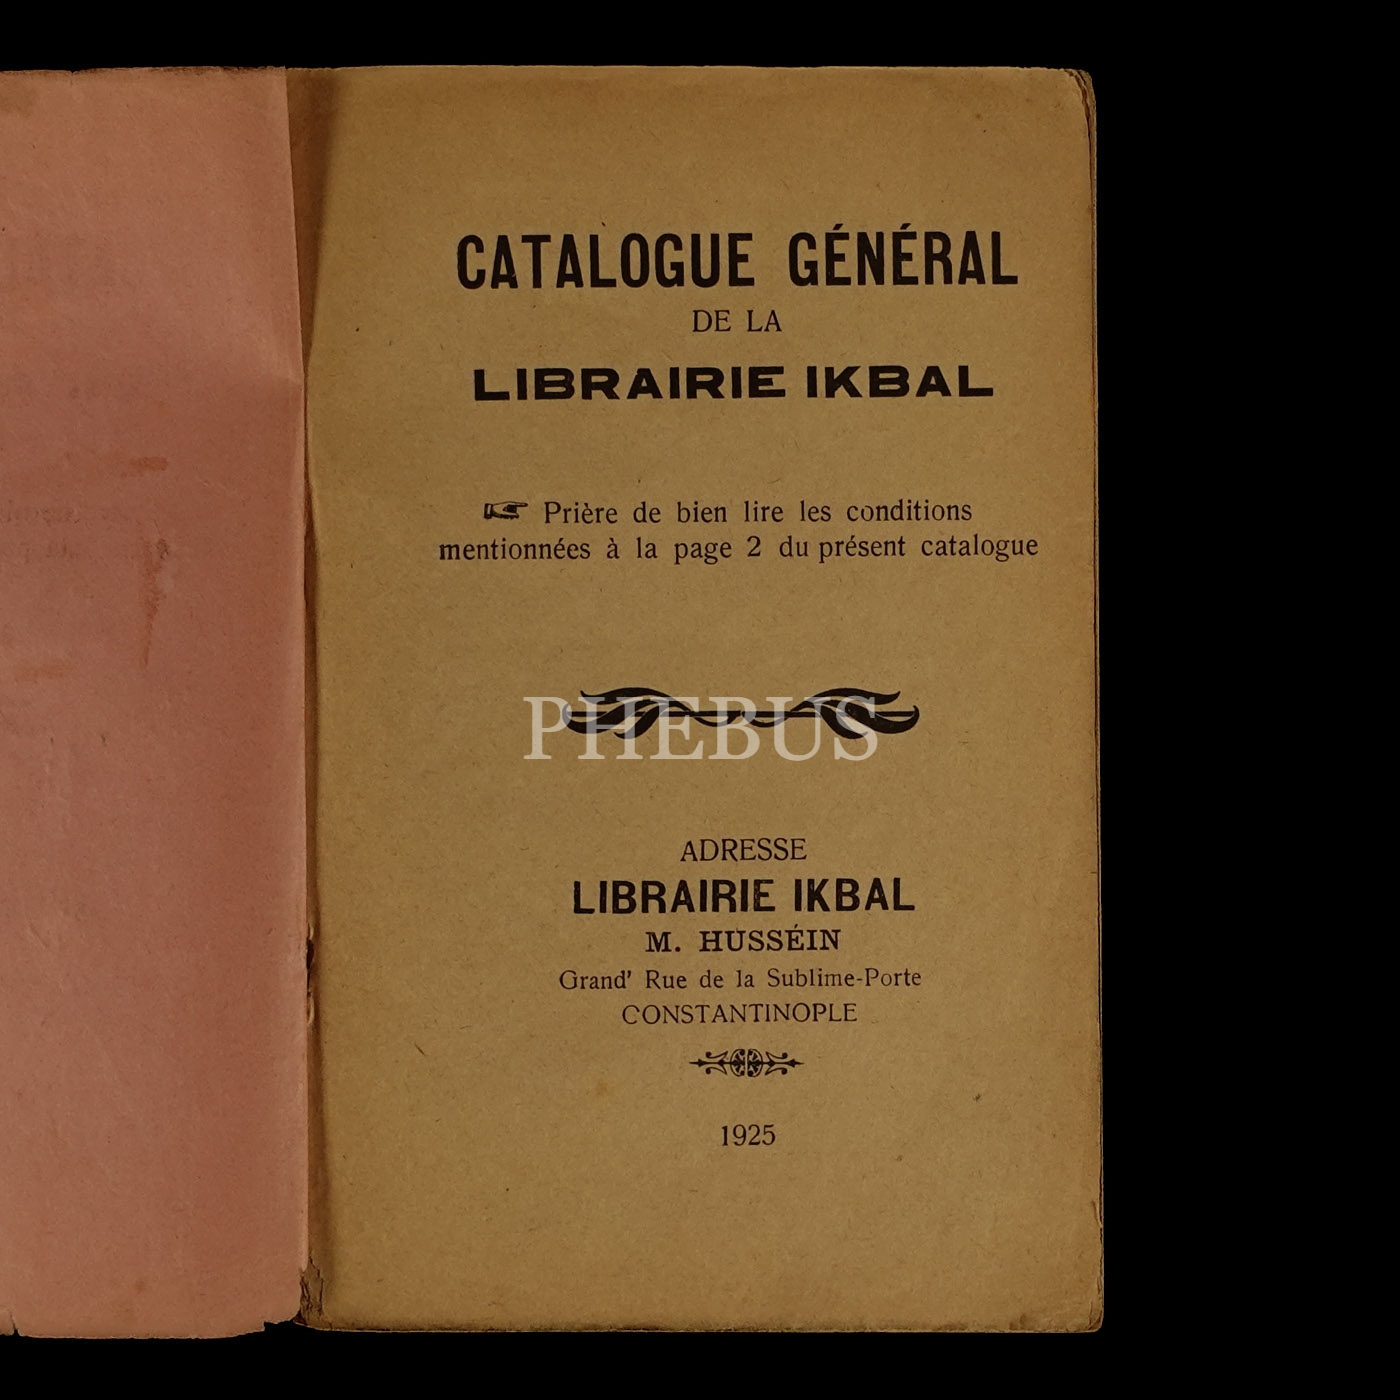 CATALOGUE GÉNÉRAL
DE LA
LIBRAIRIE IKBAL
☞ Prière de bien lire les conditions
mentionnées à la page 2 du présent catalogue
PHEBUS
ADRESSE
LIBRAIRIE IKBAL
M. HUSSÉIN
Grand' Rue de la Sublime-Porte
CONSTANTINOPLE
1925